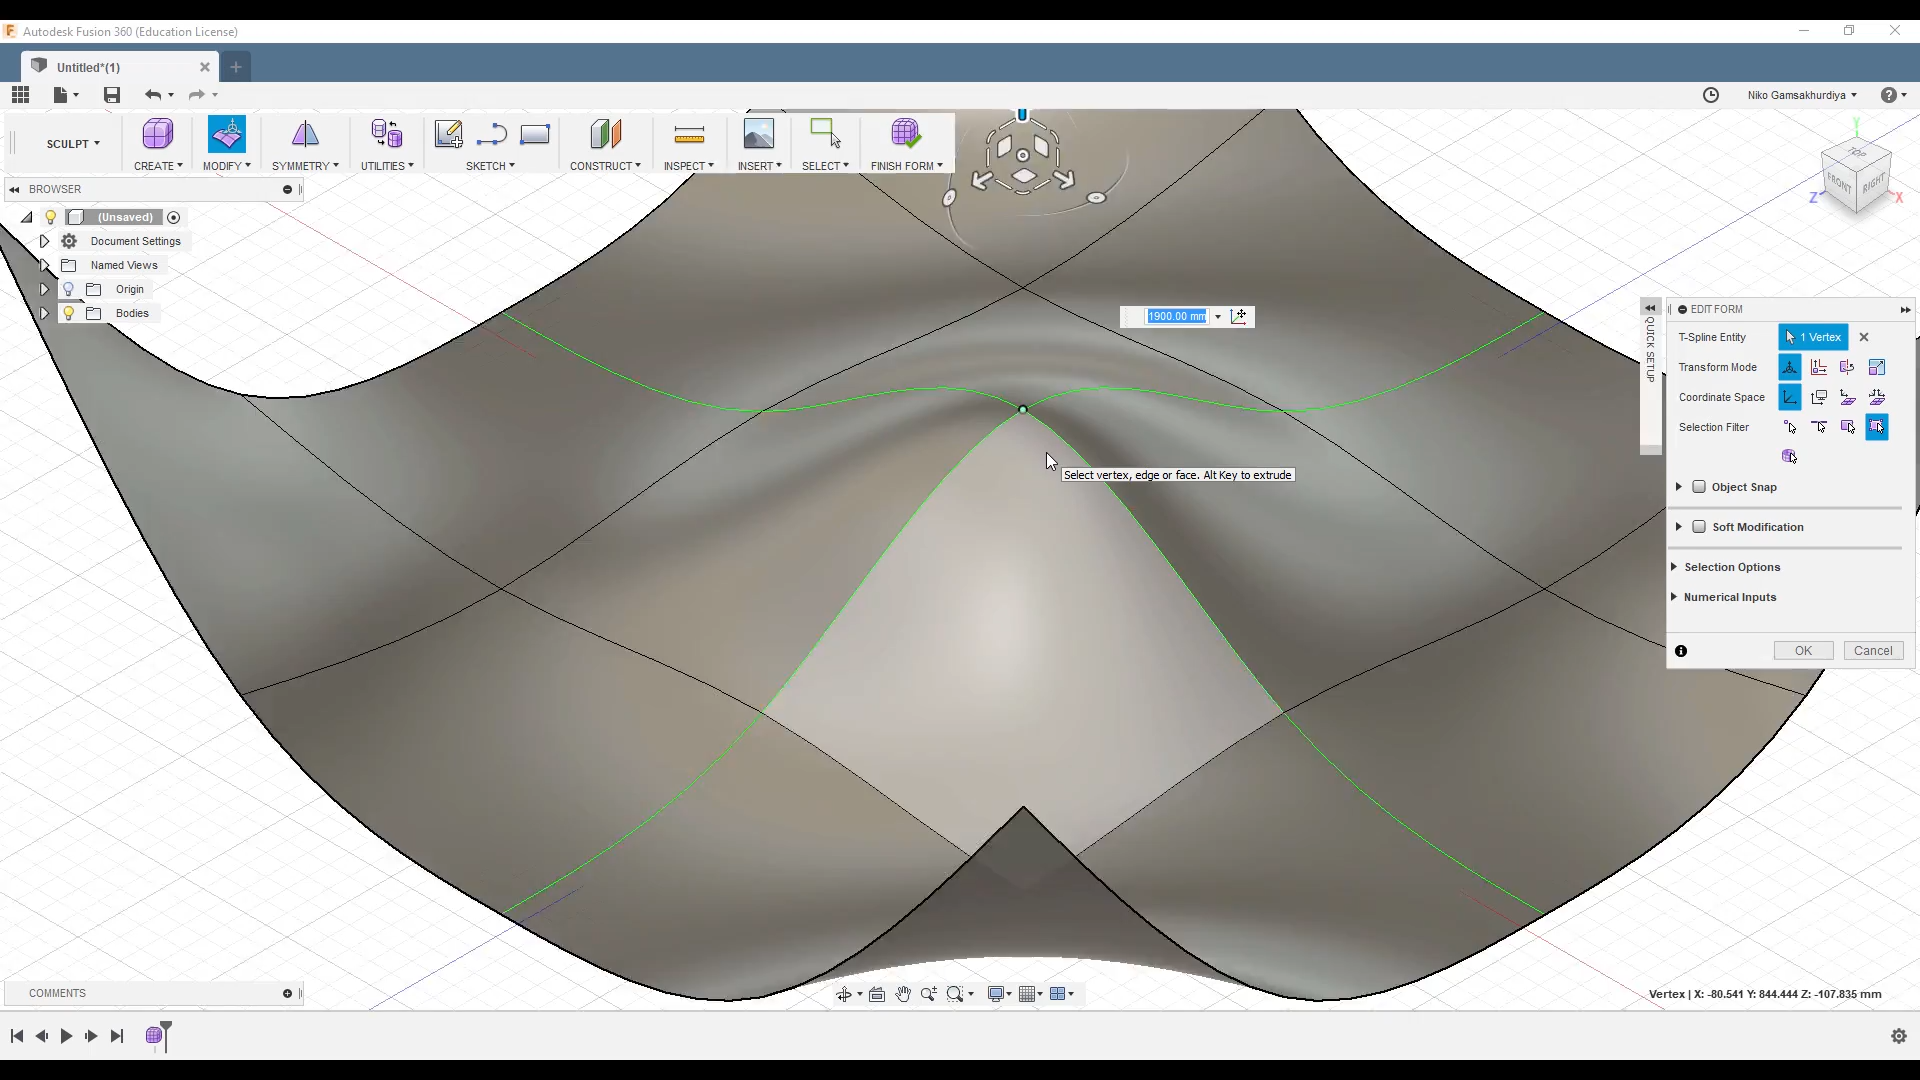 Autodesk Fusion 360 (Education License)
Untitled*(1)
Niko Gamsakhurdiya
SCULPT
CREATE
MODIFY
SYMMETRY
UTILITIES
SKETCH
CONSTRUCT
INSPECT
INSERT
SELECT
FINISH FORM
BROWSER
(Unsaved)
Document Settings
Named Views
Origin
Bodies
Y
TOP
FRONT
RIGHT
Z
X
1900.00 mm
Select vertex, edge or face. Alt Key to extrude
QUICK SETUP
EDIT FORM
T-Spline Entity
1 Vertex
Transform Mode
Coordinate Space
Selection Filter
Object Snap
Soft Modification
Selection Options
Numerical Inputs
OK
Cancel
COMMENTS
Vertex | X: -80.541 Y: 844.444 Z: -107.835 mm